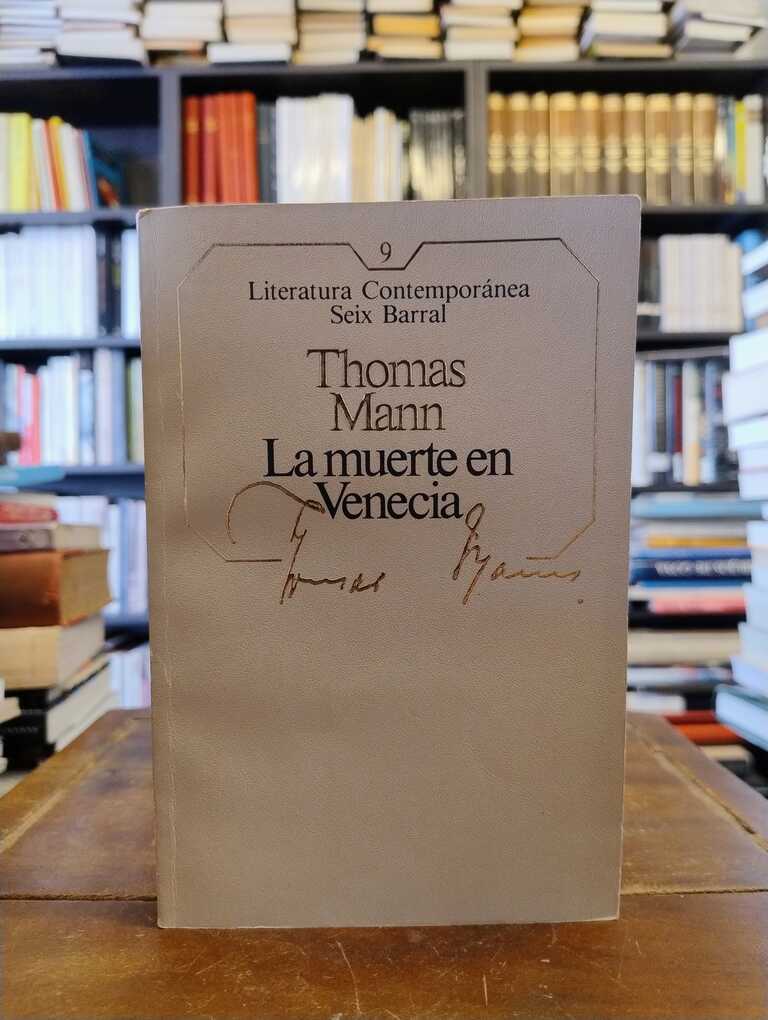 9
Literatura Contemporánea
Seix Barral
Thomas
Mann
La muerte en
Venecia
Thomas Mann.